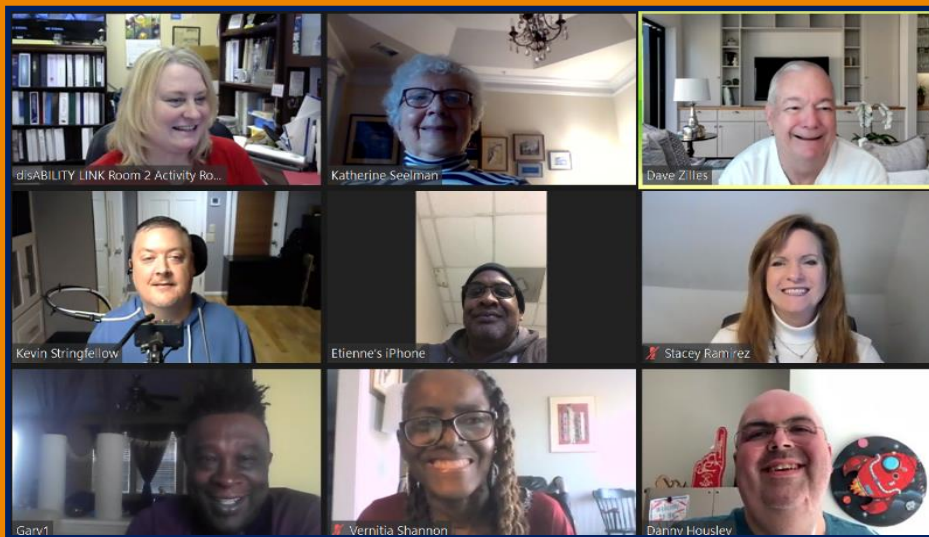 disABILITY LINK Room 2 Activity Ro...
Katherine Seelman
Dave Zilles
Kevin Stringfellow
Etienne's iPhone
Stacey Ramirez
Gary1
Vernitia Shannon
Danny Housley